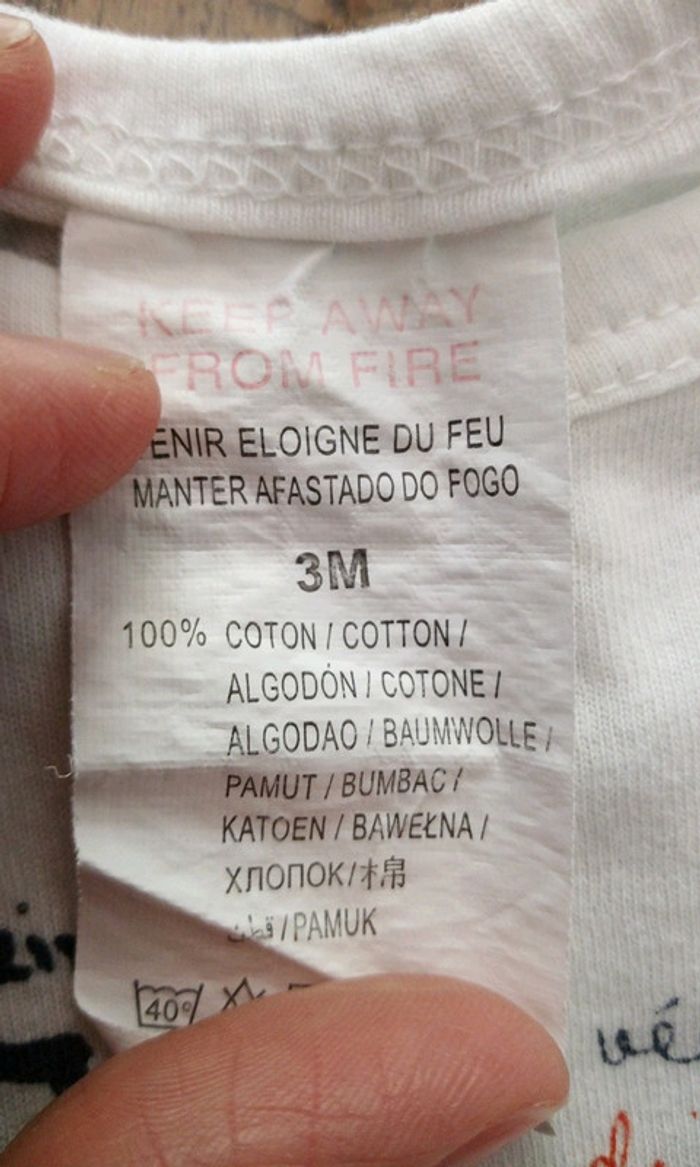 KEEP AWAY
FROM FIRE
ENIR ELOIGNE DU FEU
MANTER AFASTADO DO FOGO
3M
100% COTON / COTTON /
ALGODÓN / COTONE /
ALGODAO / BAUMWOLLE /
PAMUT / BUMBAC /
KATOEN / BAWEŁNA /
ХЛОПОК/棉
قطن /PAMUK
40°
vé